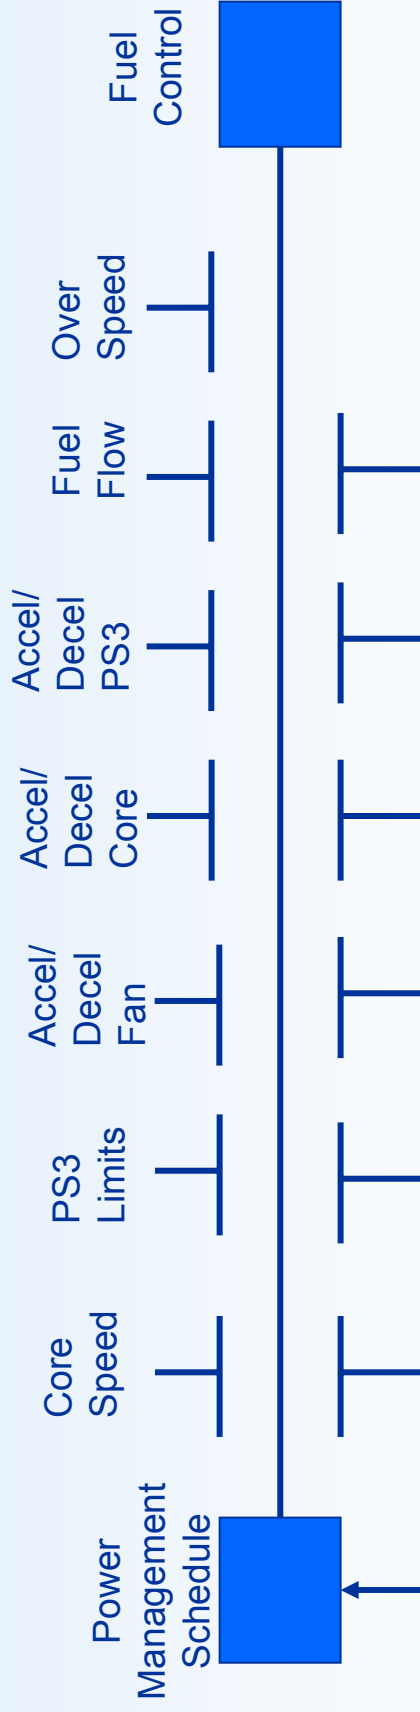 Power
Management
Schedule
Core
Speed
PS3
Limits
Accel/
Decel
Fan
Accel/
Decel
Core
Accel/
Decel
PS3
Fuel
Flow
Over
Speed
Fuel
Control